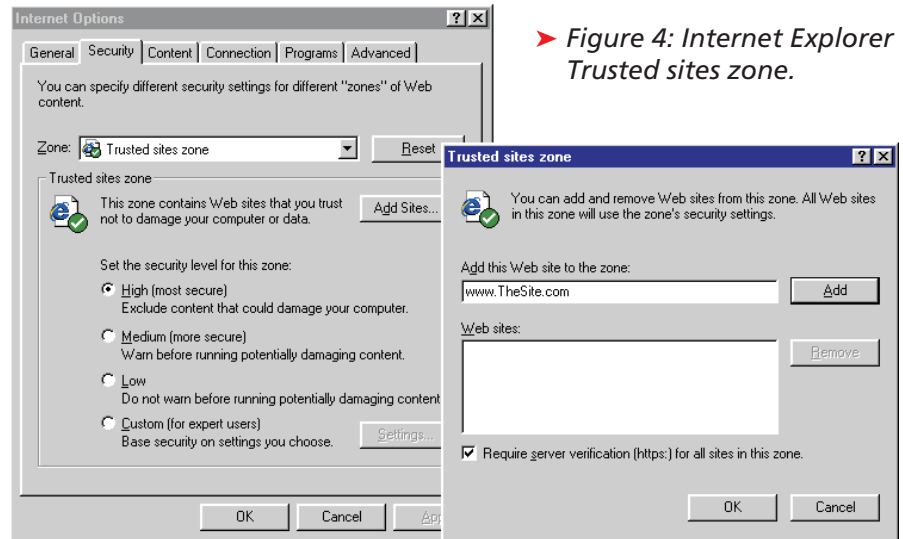 Internet Options
General Security Content Connection Programs Advanced
You can specify different security settings for different "zones" of Web
content.
Zone: Trusted sites zone Reset
Trusted sites zone
This zone contains Web sites that you trust
not to damage your computer or data.
Add Sites...
Set the security level for this zone:
High (most secure)
Exclude content that could damage your computer.
Medium (more secure)
Warn before running potentially damaging content.
Low
Do not warn before running potentially damaging content
Custom (for expert users)
Base security on settings you choose.
Settings...
OK Cancel App
➤ Figure 4: Internet Explorer
Trusted sites zone.
Trusted sites zone
You can add and remove Web sites from this zone. All Web sites
in this zone will use the zone's security settings.
Add this Web site to the zone:
www.TheSite.com Add
Web sites:
Remove
Require server verification (https:) for all sites in this zone.
OK Cancel